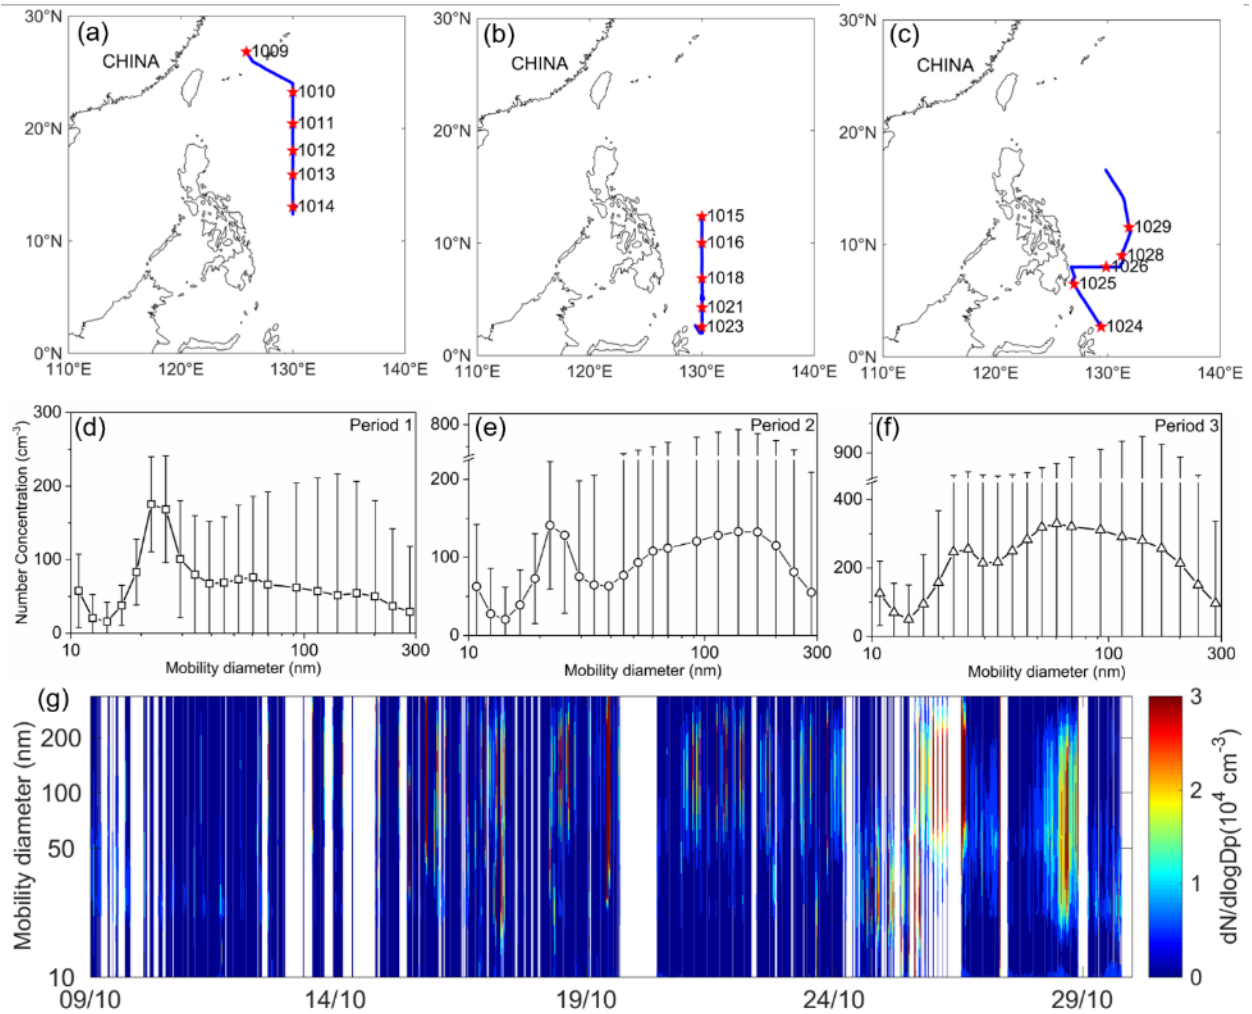 (a)
30°N
20°N
10°N
0°N
110°E
120°E
130°E
140°E
CHINA
1009
1010
1011
1012
1013
1014
(b)
30°N
20°N
10°N
0°N
110°E
120°E
130°E
140°E
CHINA
1015
1016
1018
1021
1023
(c)
30°N
20°N
10°N
0°N
110°E
120°E
130°E
140°E
CHINA
1029
1028
1026
1025
1024
(d)
Period 1
Number Concentration (cm⁻³)
300
200
100
0
10
100
300
Mobility diameter (nm)
(e)
Period 2
800
200
100
0
10
100
300
Mobility diameter (nm)
(f)
Period 3
900
400
200
0
10
100
300
Mobility diameter (nm)
(g)
Mobility diameter (nm)
200
100
50
10
09/10
14/10
19/10
24/10
29/10
3
2
1
0
dN/dlogDp(10⁴ cm⁻³)